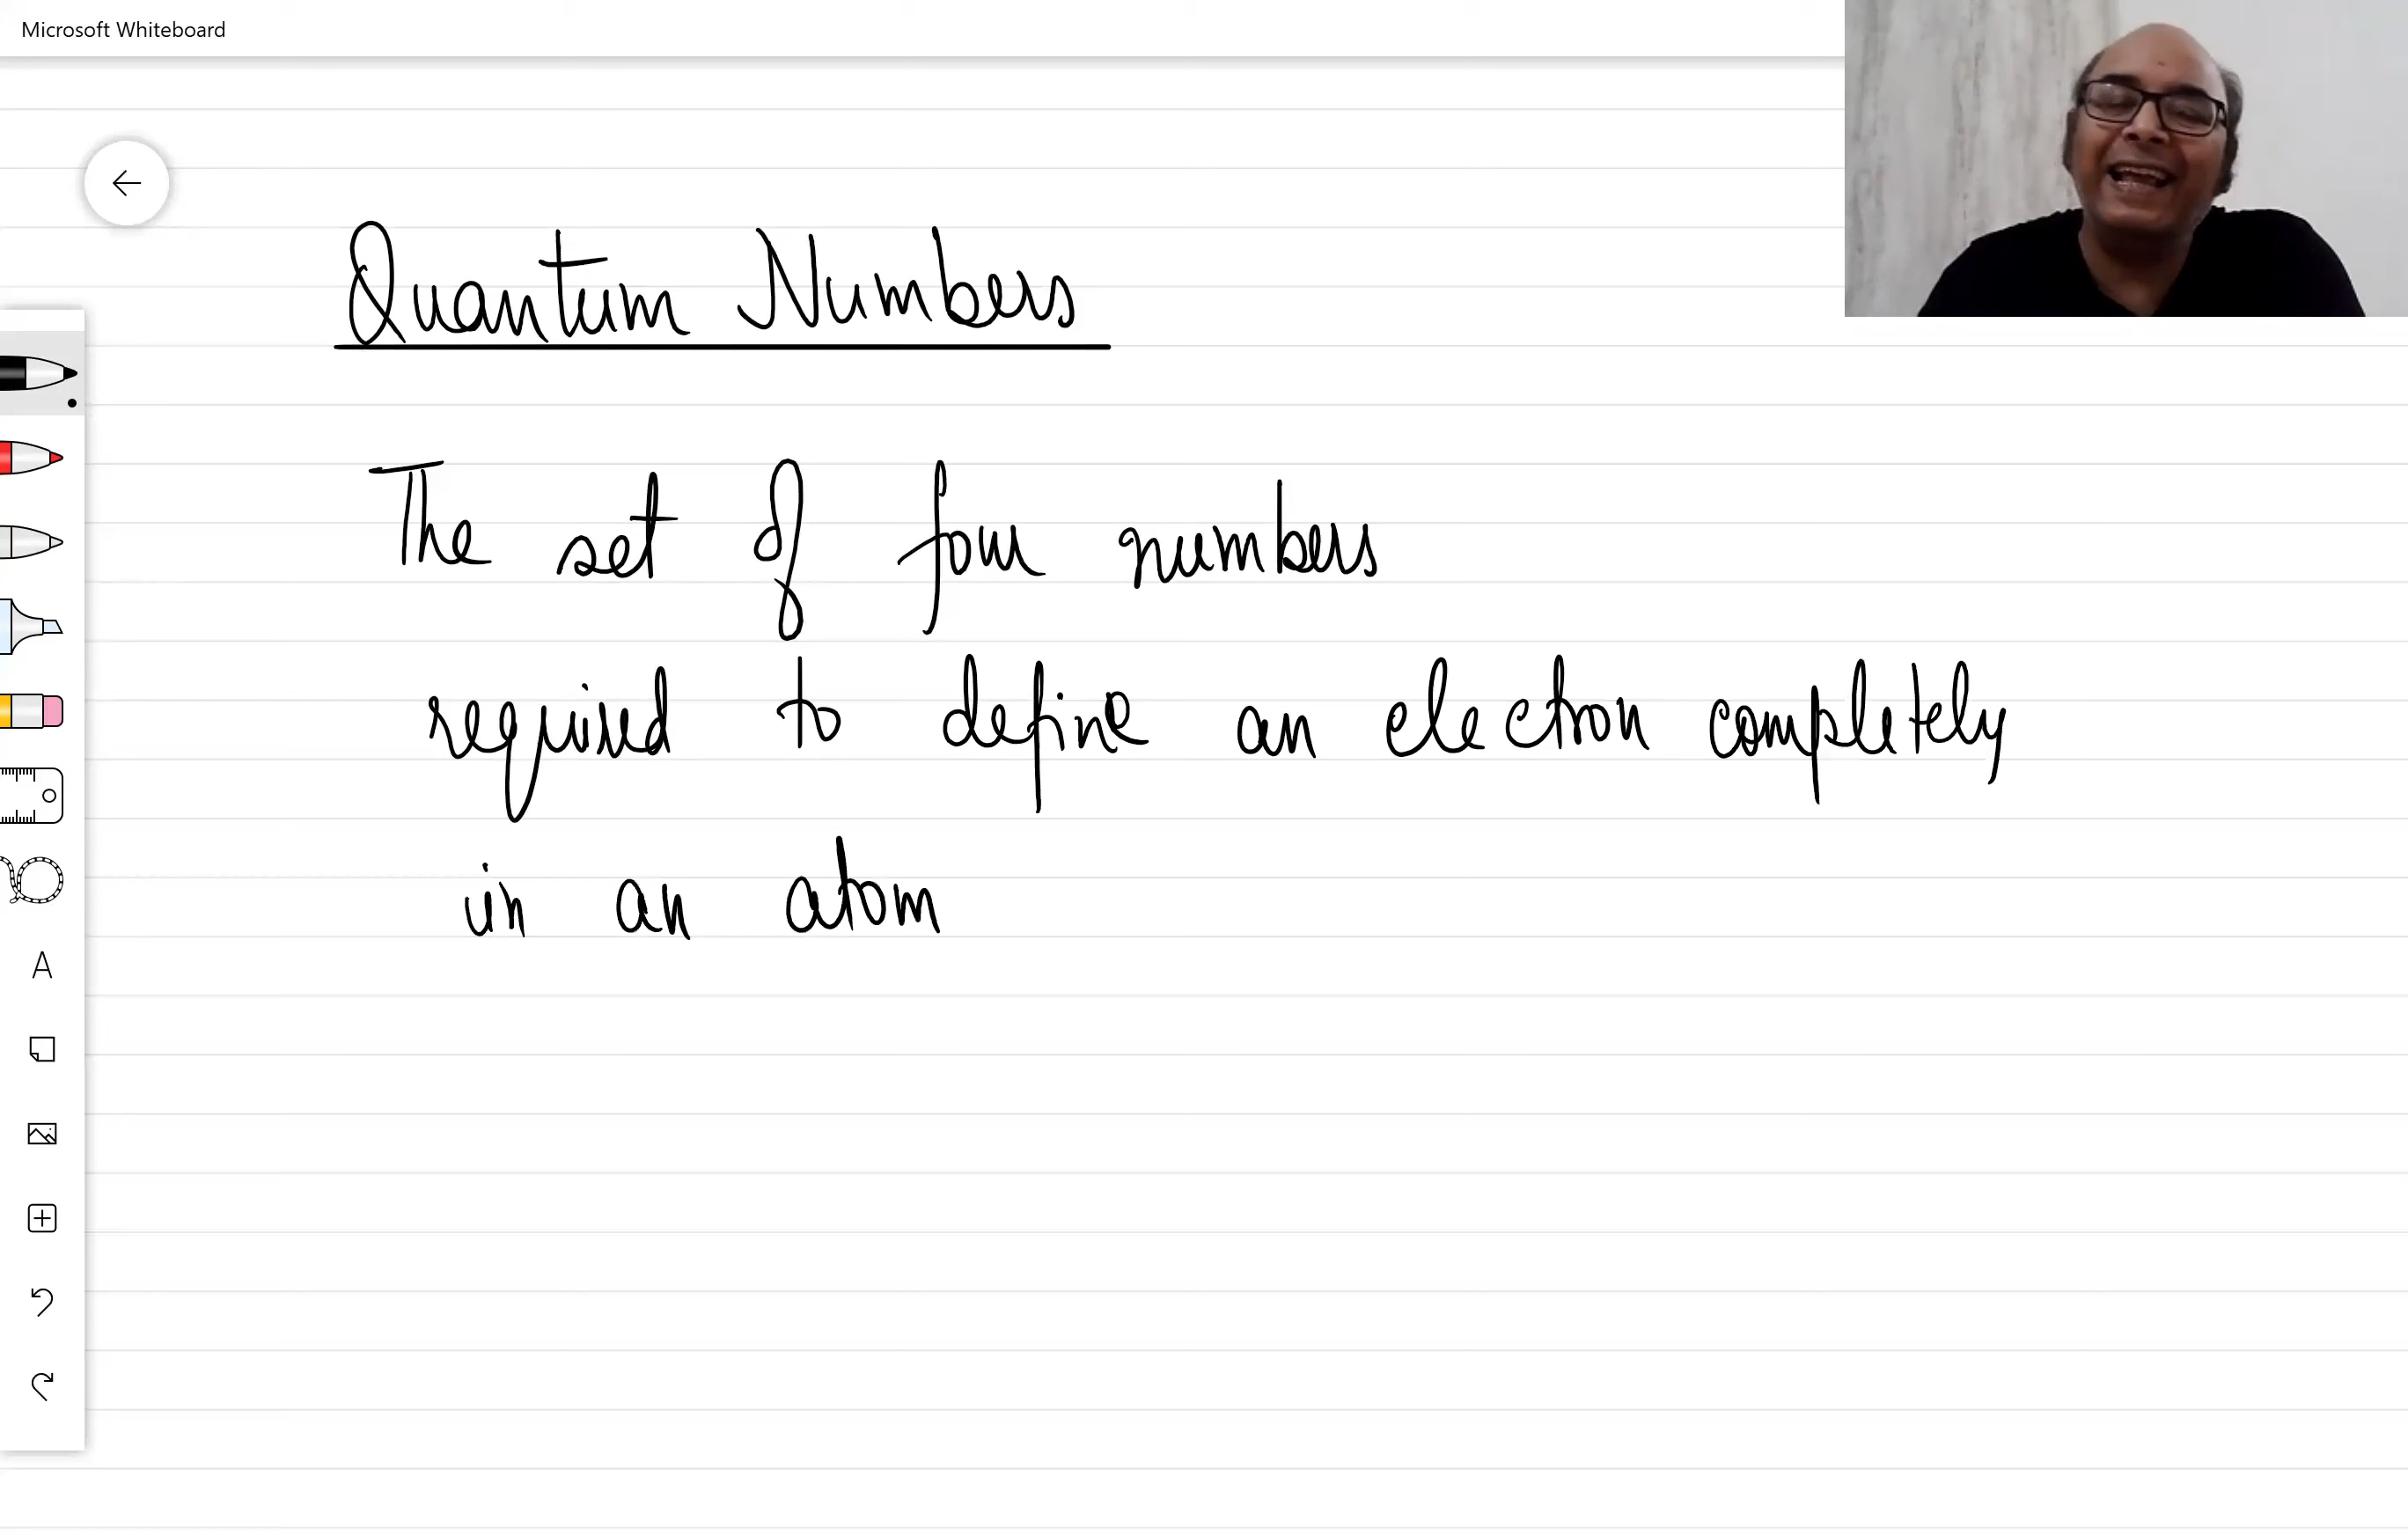 Microsoft Whiteboard
Quantum Numbers
The set of four numbers
required to define an electron completely
in an atom
A